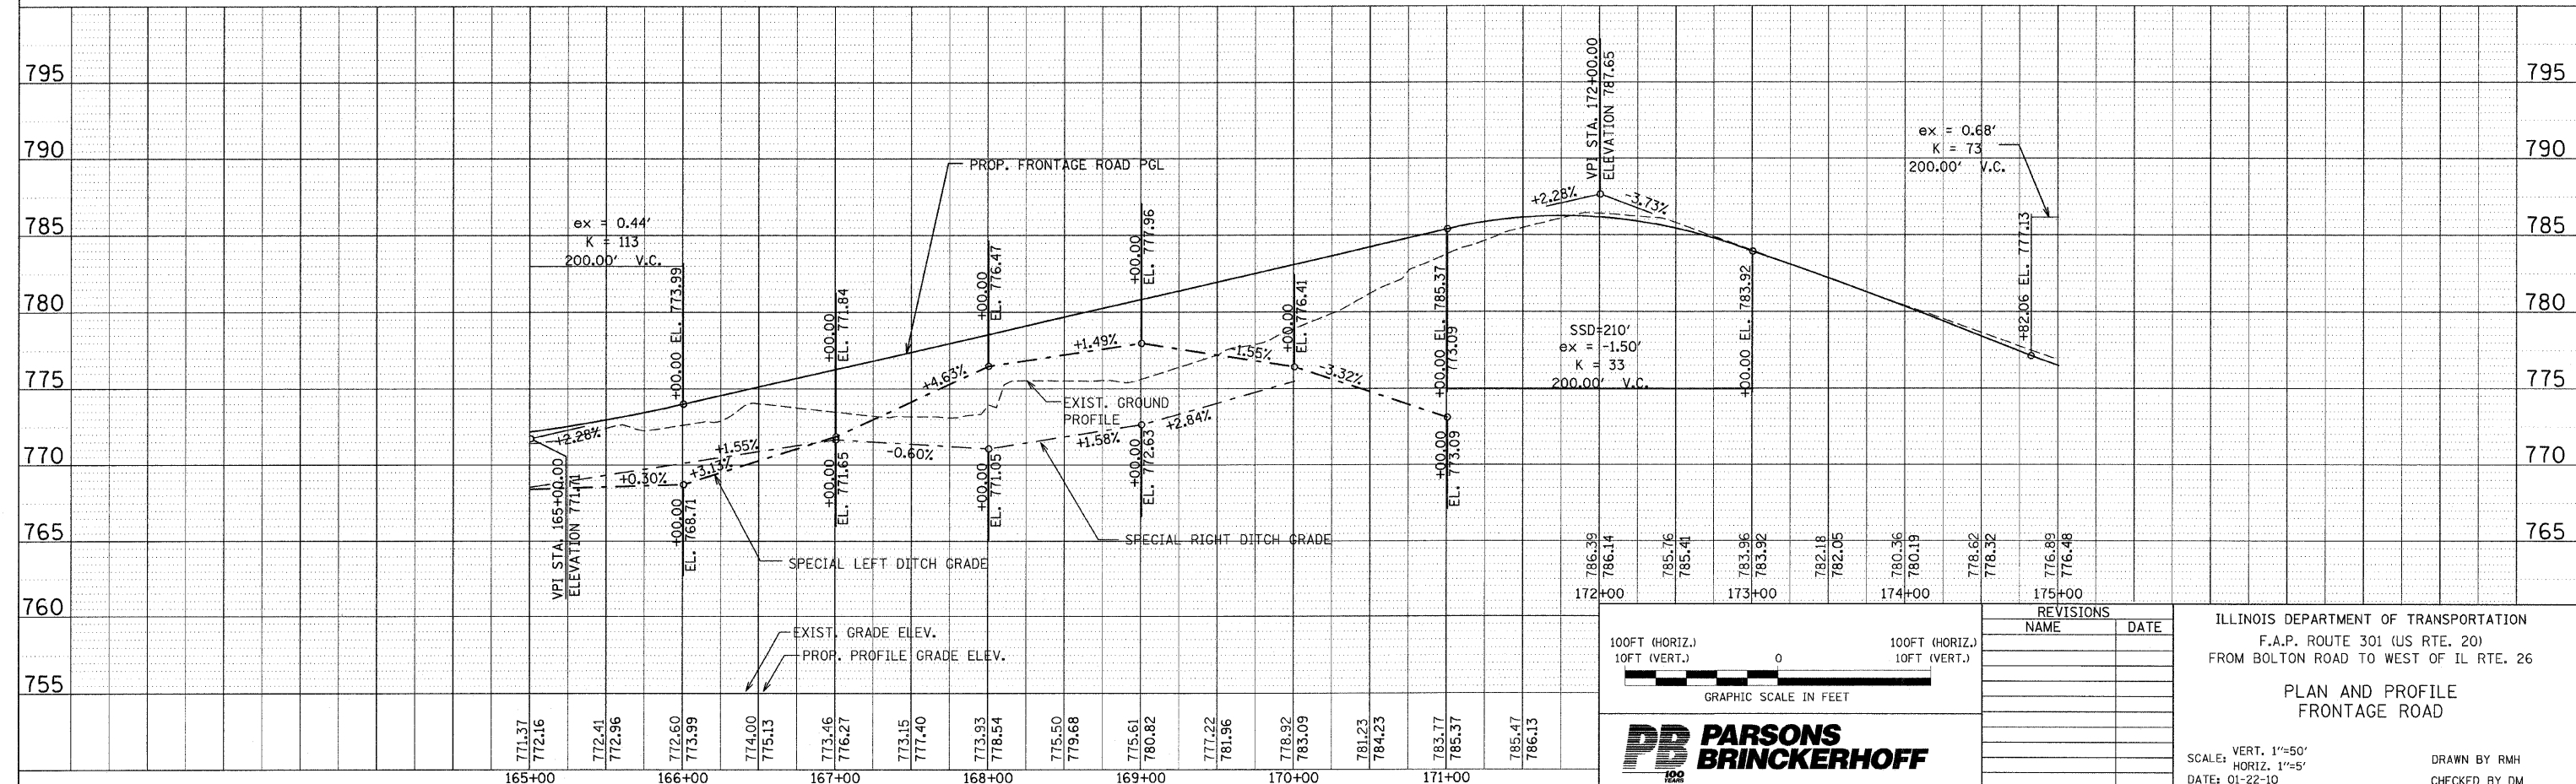 795
795
790
790
785
785
780
780
775
775
770
770
765
765
760
755
ex = 0.44'
K = 113
200.00' V.C.
+00.00 EL. 773.99
+00.00
EL. 771.84
PROP. FRONTAGE ROAD PGL
+00.00
EL. 776.47
+00.00
EL. 777.96
+00.00
EL. 776.41
+00.00 EL. 785.37
773.09
VPI STA. 172+00.00
ELEVATION 787.65
+2.28%
-3.73%
SSD=210'
ex = -1.50'
K = 33
200.00' V.C.
+00.00 EL. 783.92
ex = 0.68'
K = 73
200.00' V.C.
+82.06 EL. 777.13
+2.28%
VPI STA. 165+00.00
ELEVATION 771.71
+1.55%
+0.30%
+3.13%
+00.00
EL. 768.71
+4.63%
+1.49%
-1.55%
-3.32%
EXIST. GROUND
PROFILE
-0.60%
+1.58%
+2.84%
+00.00
EL. 771.65
+00.00
EL. 771.05
+00.00
EL. 772.63
+00.00
EL. 773.09
SPECIAL LEFT DITCH GRADE
SPECIAL RIGHT DITCH GRADE
EXIST. GRADE ELEV.
PROP. PROFILE GRADE ELEV.
771.37
772.16
772.41
772.96
772.60
773.99
774.00
775.13
773.46
776.27
773.15
777.40
773.93
778.54
775.50
779.68
775.61
780.82
777.22
781.96
778.92
783.09
781.23
784.23
783.77
785.37
785.47
786.13
786.39
786.14
785.76
785.41
783.96
783.92
782.18
782.05
780.36
780.19
778.62
778.32
776.89
776.48
165+00
166+00
167+00
168+00
169+00
170+00
171+00
172+00
173+00
174+00
175+00
100FT (HORIZ.)
10FT (VERT.)
0
100FT (HORIZ.)
10FT (VERT.)
GRAPHIC SCALE IN FEET
PB
100
YEARS
PARSONS
BRINCKERHOFF
REVISIONS
NAME
DATE
ILLINOIS DEPARTMENT OF TRANSPORTATION
F.A.P. ROUTE 301 (US RTE. 20)
FROM BOLTON ROAD TO WEST OF IL RTE. 26
PLAN AND PROFILE
FRONTAGE ROAD
SCALE: VERT. 1"=50'
HORIZ. 1"=5'
DATE: 01-22-10
DRAWN BY RMH
CHECKED BY DM